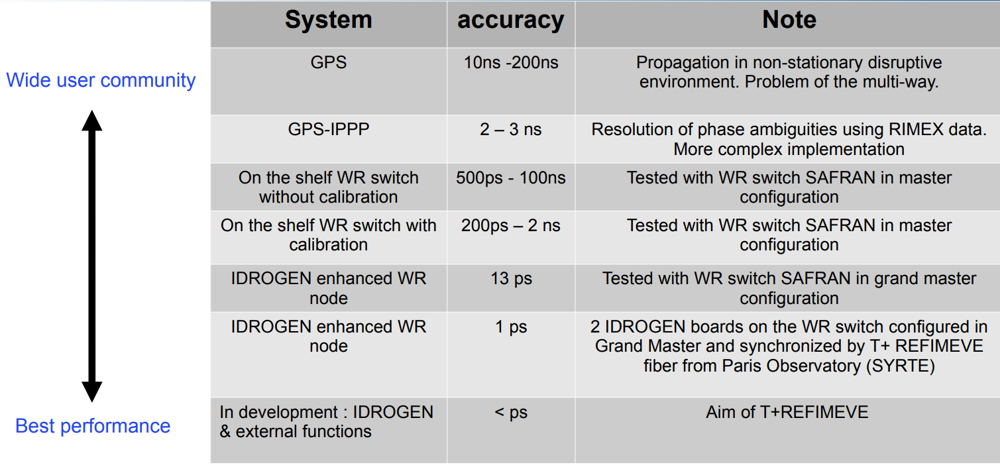 System
accuracy
Note
Wide user community
GPS
10ns -200ns
Propagation in non-stationary disruptive
environment. Problem of the multi-way.
GPS-IPPP
2 – 3 ns
Resolution of phase ambiguities using RIMEX data.
More complex implementation
On the shelf WR switch
without calibration
500ps - 100ns
Tested with WR switch SAFRAN in master
configuration
On the shelf WR switch with
calibration
200ps – 2 ns
Tested with WR switch SAFRAN in master
configuration
IDROGEN enhanced WR
node
13 ps
Tested with WR switch SAFRAN in grand master
configuration
IDROGEN enhanced WR
node
1 ps
2 IDROGEN boards on the WR switch configured in
Grand Master and synchronized by T+ REFIMEVE
fiber from Paris Observatory (SYRTE)
Best performance
In development : IDROGEN
& external functions
< ps
Aim of T+REFIMEVE